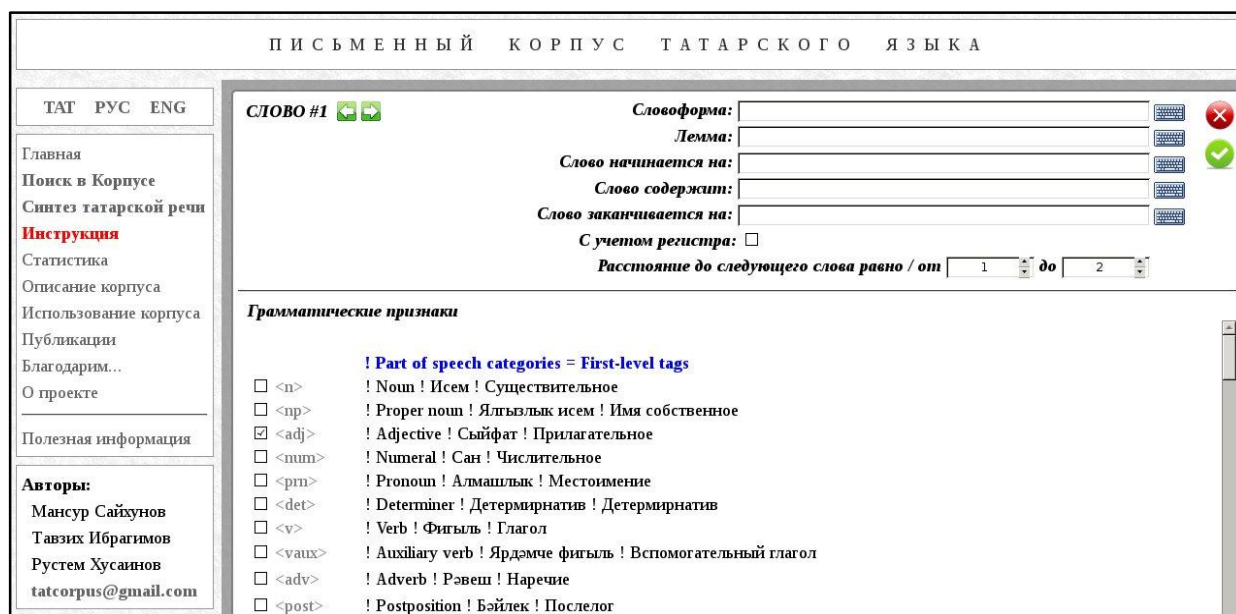 ПИСЬМЕННЫЙ КОРПУС ТАТАРСКОГО ЯЗЫКА
ТАТ РУС ENG
Главная
Поиск в Корпусе
Синтез татарской речи
Инструкция
Статистика
Описание корпуса
Использование корпуса
Публикации
Благодарим...
О проекте
Полезная информация
Авторы:
Мансур Сайхунов
Тавзих Ибрагимов
Рустем Хусаинов
tatcorpus@gmail.com
СЛОВО #1
Словоформа:
Лемма:
Слово начинается на:
Слово содержит:
Слово заканчивается на:
С учетом регистра:
Расстояние до следующего слова равно / от 1 до 2
Грамматические признаки
! Part of speech categories = First-level tags
<n> ! Noun ! Исем ! Существительное
<np> ! Proper noun ! Ялгызлык исем ! Имя собственное
<adj> ! Adjective ! Сыйфат ! Прилагательное
<num> ! Numeral ! Сан ! Числительное
<prn> ! Pronoun ! Алмашлык ! Местоимение
<det> ! Determiner ! Детермирнатив ! Детермирнатив
<v> ! Verb ! Фигыль ! Глагол
<vaux> ! Auxiliary verb ! Ярдәмче фигыль ! Вспомогательный глагол
<adv> ! Adverb ! Рәвеш ! Наречие
<post> ! Postposition ! Бәйлек ! Послелог